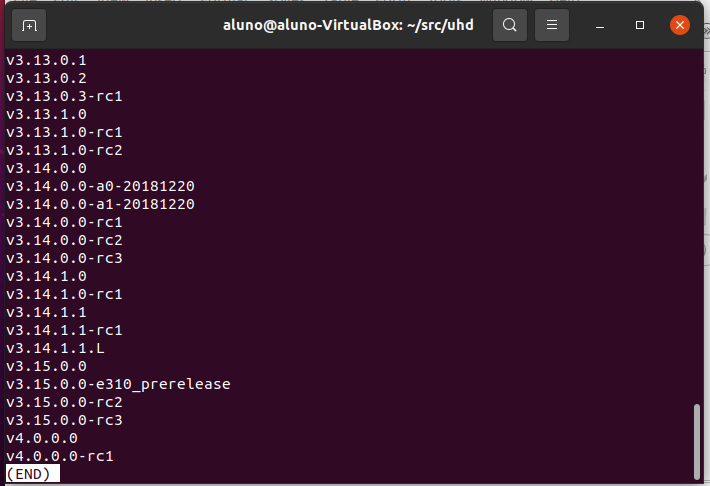 aluno@aluno-VirtualBox: ~/src/uhd
v3.13.0.1
v3.13.0.2
v3.13.0.3-rc1
v3.13.1.0
v3.13.1.0-rc1
v3.13.1.0-rc2
v3.14.0.0
v3.14.0.0-a0-20181220
v3.14.0.0-a1-20181220
v3.14.0.0-rc1
v3.14.0.0-rc2
v3.14.0.0-rc3
v3.14.1.0
v3.14.1.0-rc1
v3.14.1.1
v3.14.1.1-rc1
v3.14.1.1.L
v3.15.0.0
v3.15.0.0-e310_prerelease
v3.15.0.0-rc2
v3.15.0.0-rc3
v4.0.0.0
v4.0.0.0-rc1
(END)